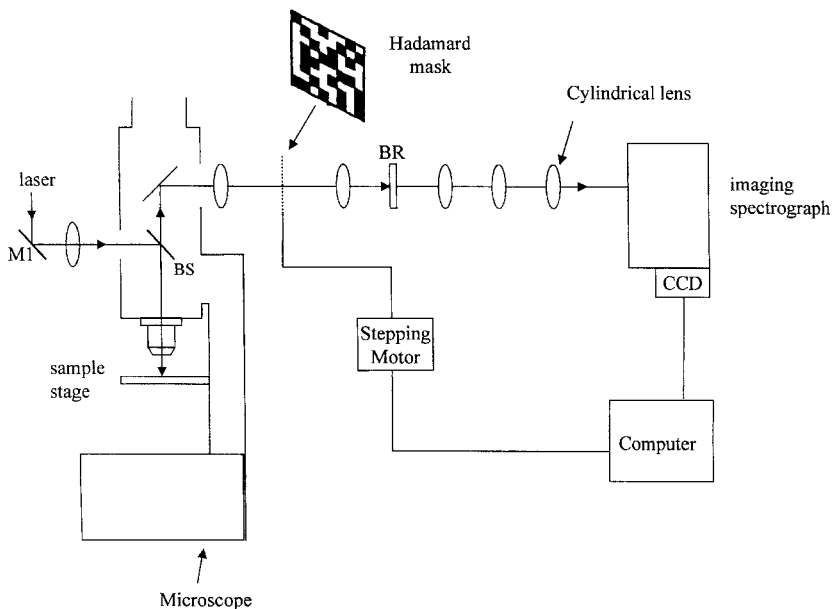 Hadamard
mask
Cylindrical lens
BR
laser
imaging
spectrograph
M1
BS
CCD
Stepping
Motor
sample
stage
Computer
Microscope